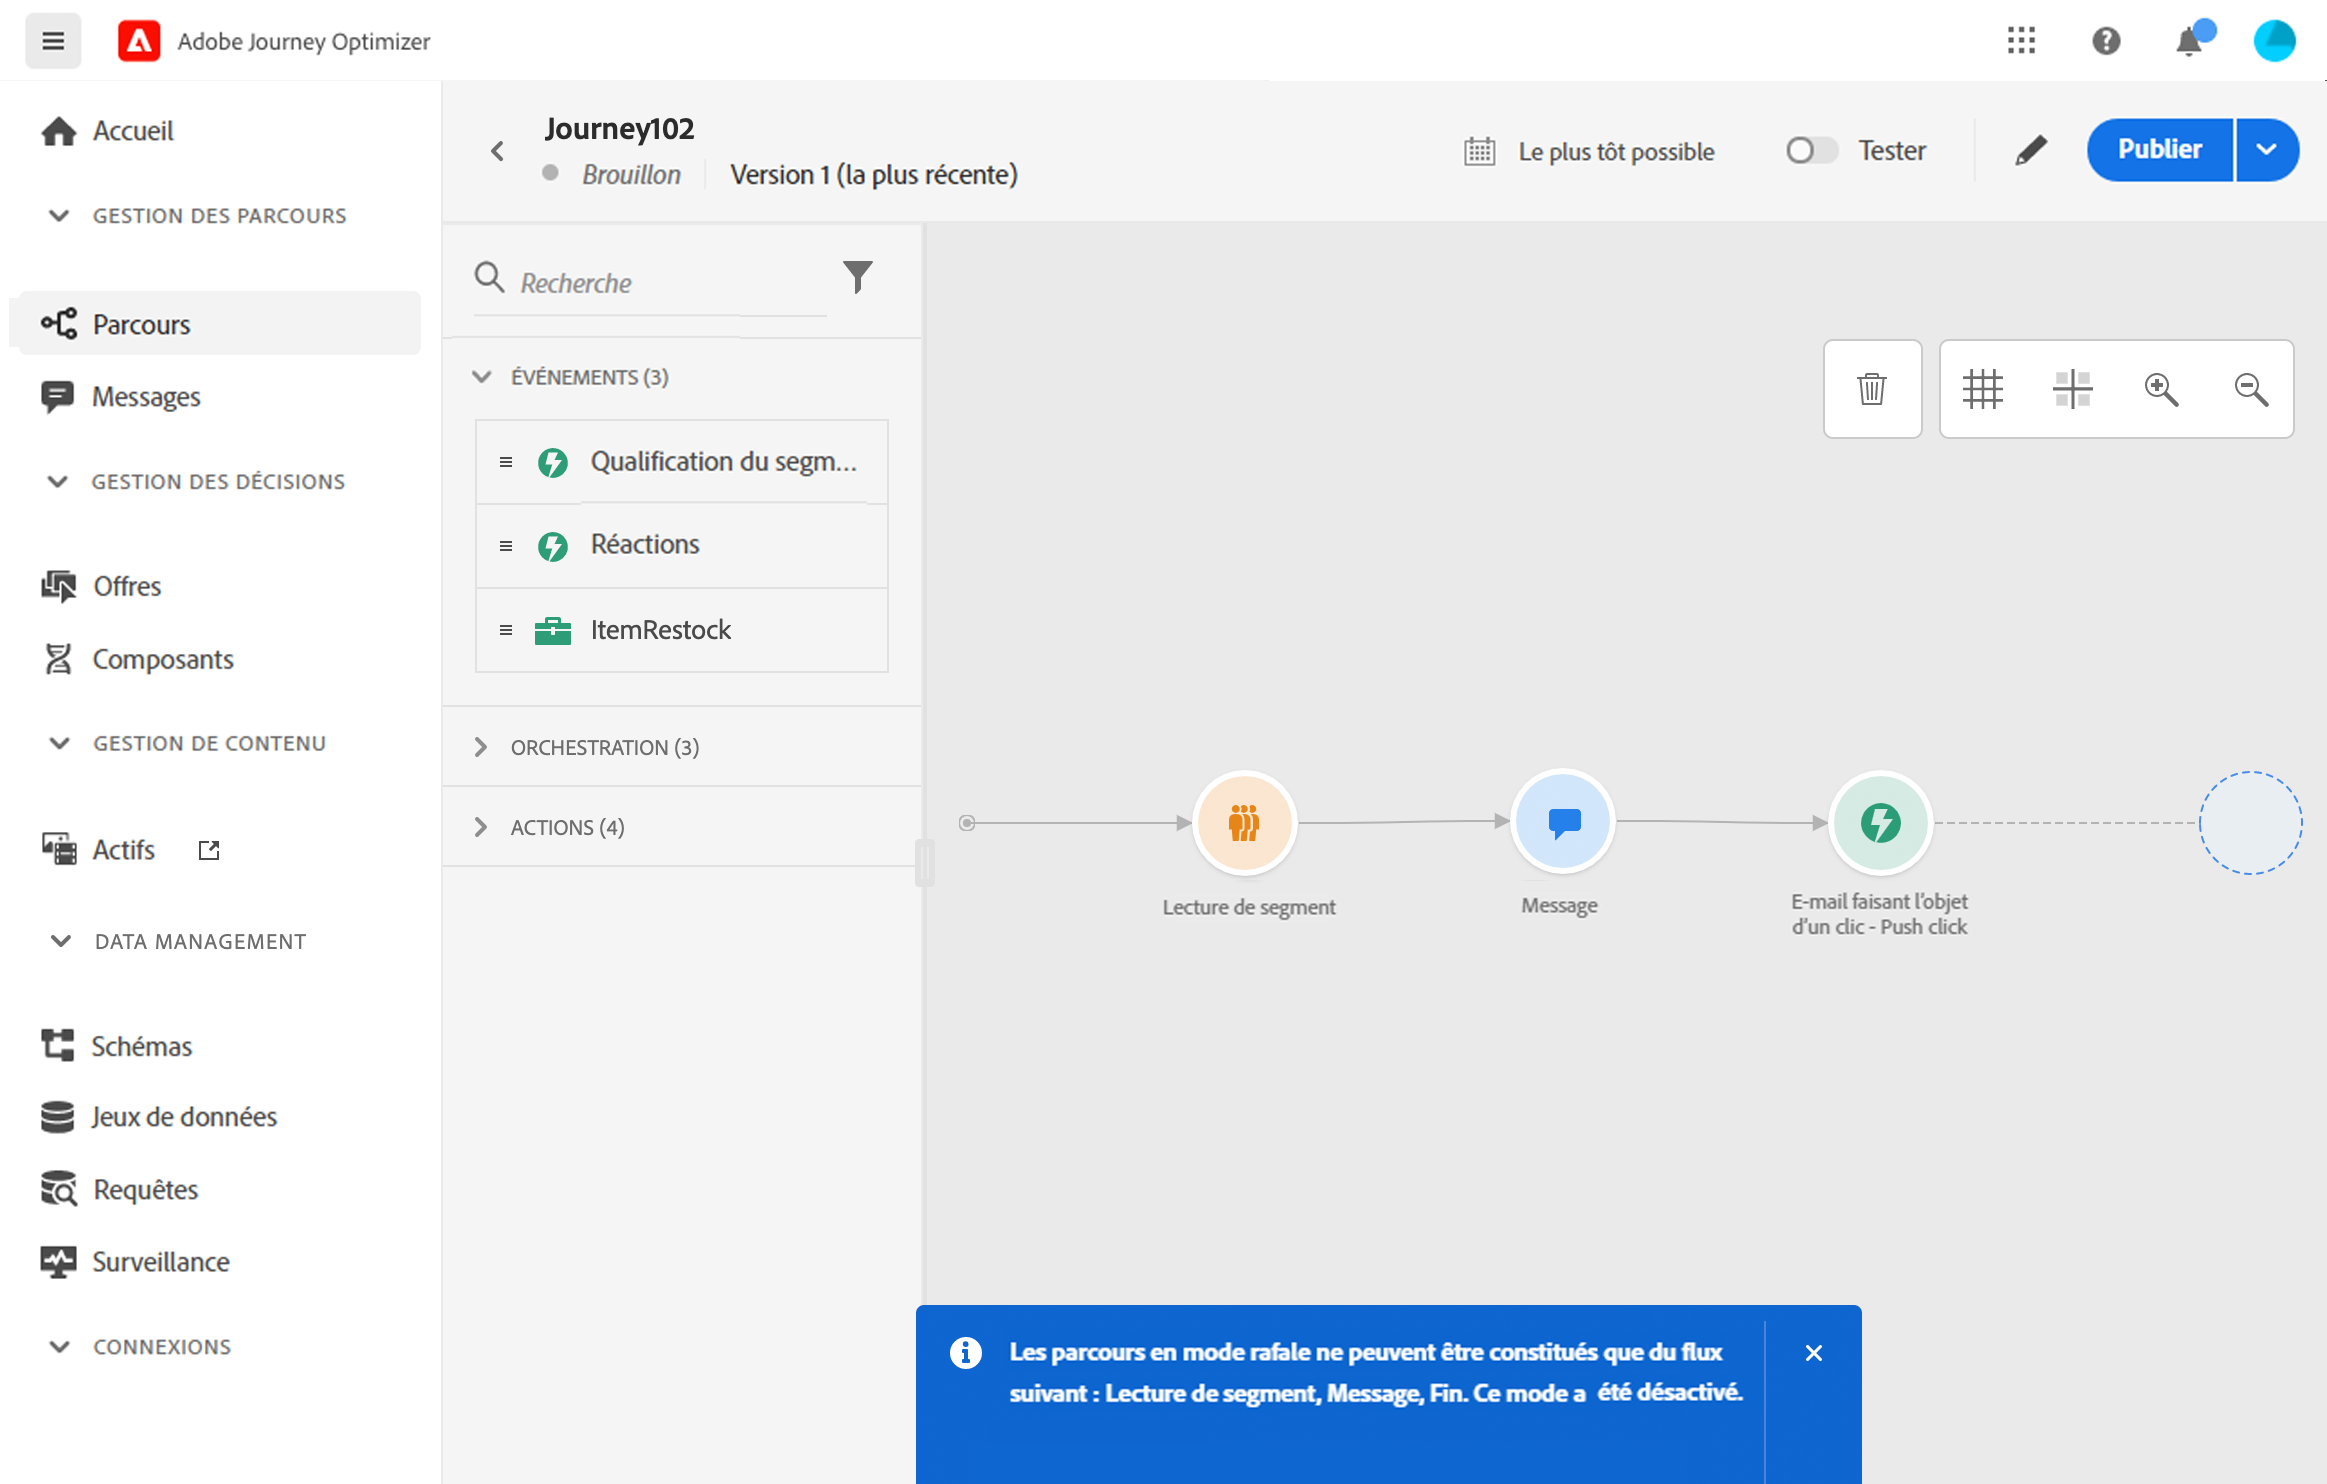 Adobe Journey Optimizer
Accueil
GESTION DES PARCOURS
Parcours
Messages
GESTION DES DÉCISIONS
Offres
Composants
GESTION DE CONTENU
Actifs
DATA MANAGEMENT
Schémas
Jeux de données
Requêtes
Surveillance
CONNEXIONS
Journey102
Brouillon
Version 1 (la plus récente)
Le plus tôt possible
Tester
Publier
Recherche
ÉVÉNEMENTS (3)
Qualification du segm...
Réactions
ItemRestock
ORCHESTRATION (3)
ACTIONS (4)
Lecture de segment
Message
E-mail faisant l’objet
d’un clic - Push click
Les parcours en mode rafale ne peuvent être constitués que du flux
suivant : Lecture de segment, Message, Fin. Ce mode a été désactivé.